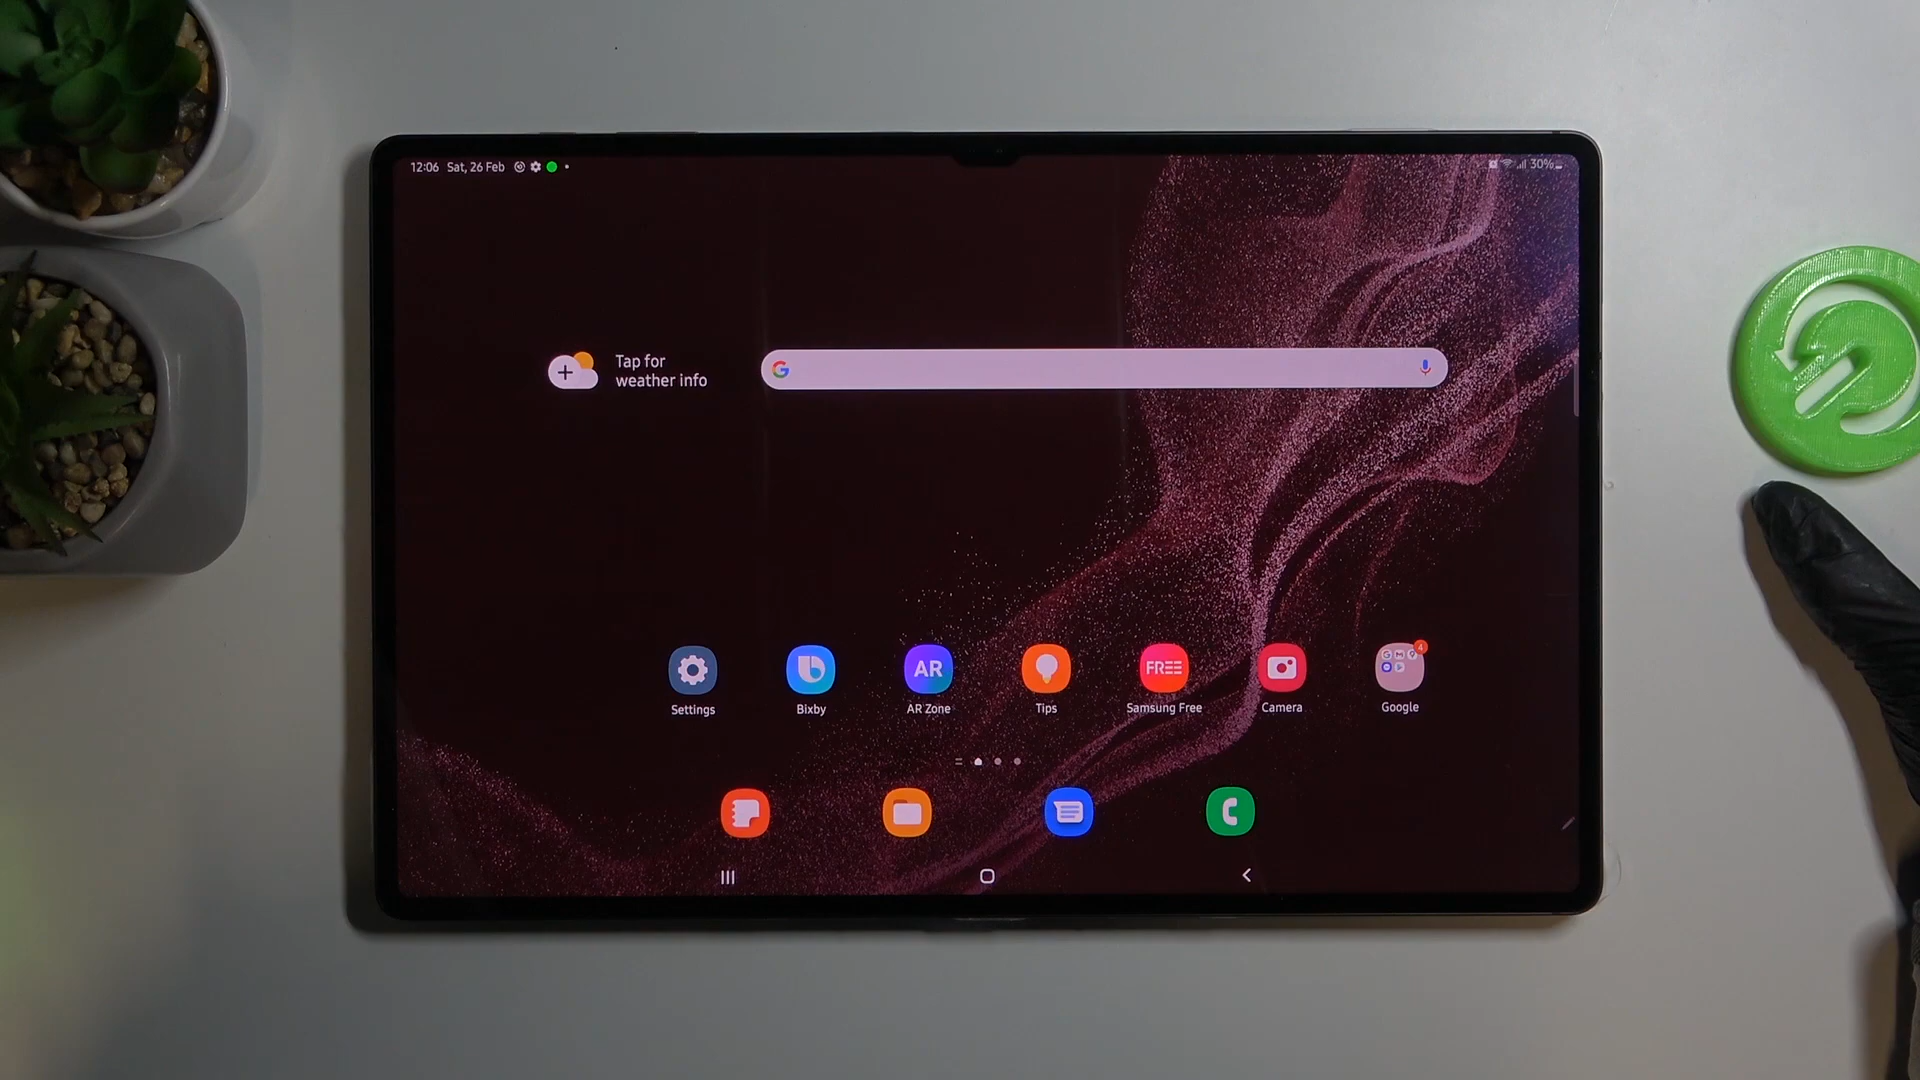 12:06 Sat, 26 Feb
30%
Tap for
weather info
G
AR
FREE
4
Settings
Bixby
AR Zone
Tips
Samsung Free
Camera
Google